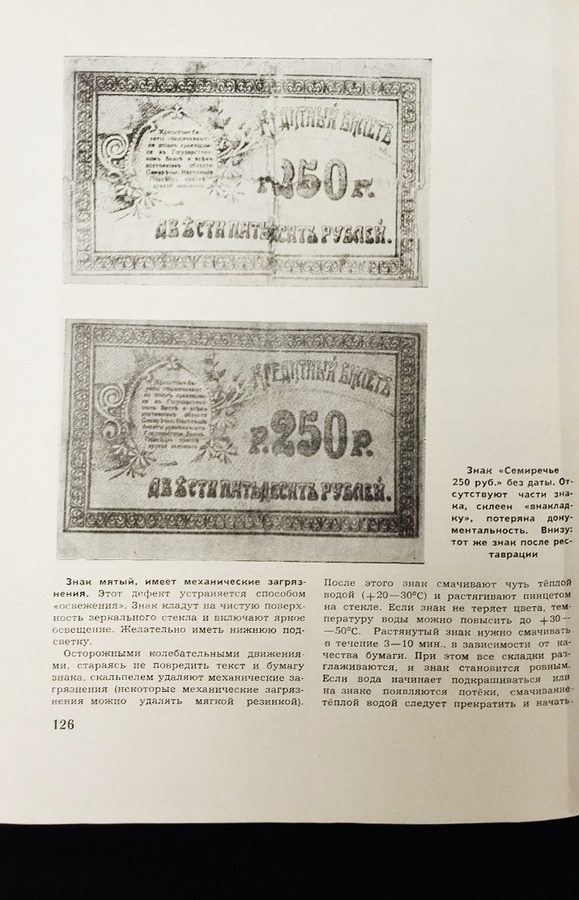 КРЕДИТНЫЙ БИЛЕТЪ
250 Р.
ДВѢСТИ ПЯТЬДЕСЯТЪ РУБЛЕЙ.
КРЕДИТНЫЙ БИЛЕТЪ
Р. 250 Р.
ДВѢСТИ ПЯТЬДЕСЯТЪ РУБЛЕЙ.
Знак «Семиречье
250 руб.» без даты. От-
сутствуют части зна-
ка, склеен «внаклад-
ку», потеряна доку-
ментальность. Внизу:
тот же знак после рес-
таврации
Знак мятый, имеет механические загряз-
нения. Этот дефект устраняется способом
«освежения». Знак кладут на чистую поверх-
ность зеркального стекла и включают яркое
освещение. Желательно иметь нижнюю под-
светку.
Осторожными колебательными движения-
ми, стараясь не повредить текст и бумагу
знака, скальпелем удаляют механические за-
грязнения (некоторые механические загряз-
нения можно удалять мягкой резинкой).
После этого знак смачивают чуть тёплой
водой (+20—30°С) и растягивают пинцетом
на стекле. Если знак не теряет цвета, тем-
пературу воды можно повысить до +30—
—50°С. Растянутый знак нужно смачивать
в течение 3—10 мин., в зависимости от ка-
чества бумаги. При этом все складки раз-
глаживаются, и знак становится ровным.
Если вода начинает подкрашиваться или
на знаке появляются потёки, смачивание
тёплой водой следует прекратить и начать
126